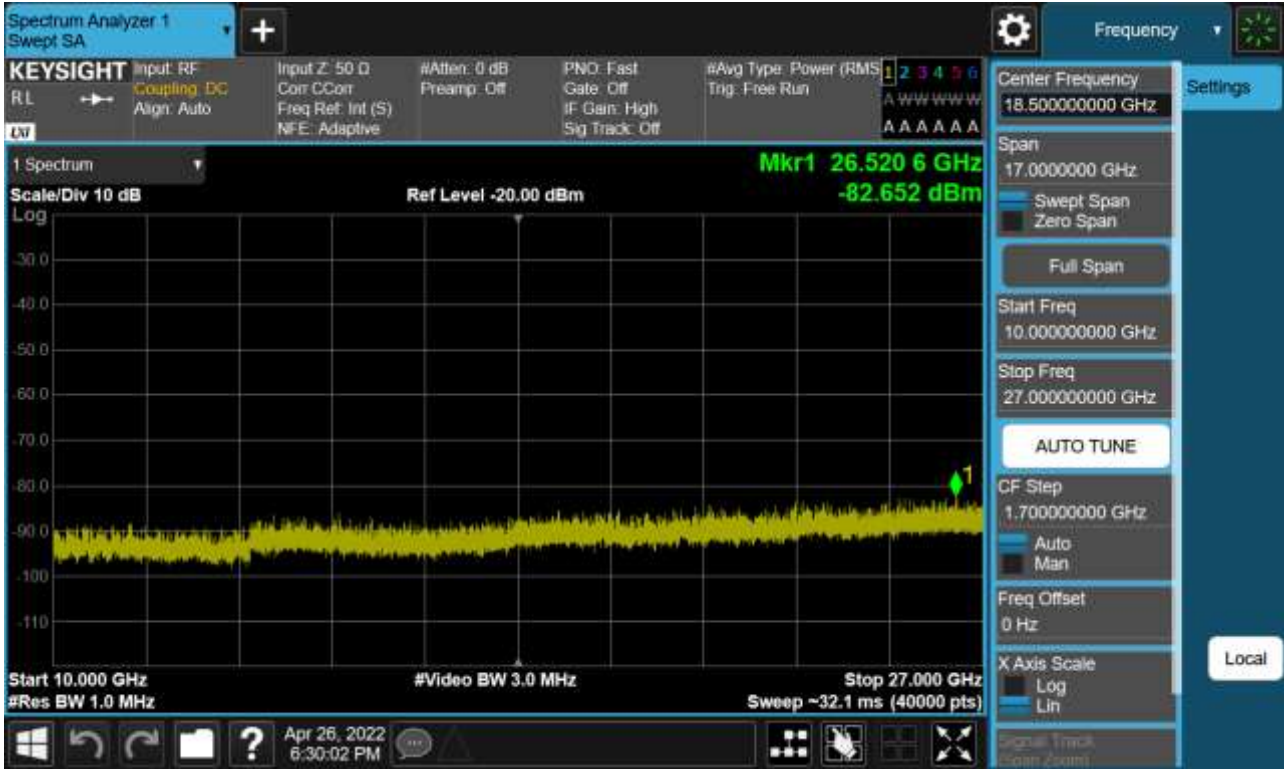 Spectrum Analyzer 1
Swept SA
+
Frequency
KEYSIGHT
RL
LXI
Input: RF
Coupling: DC
Align: Auto
Input Z: 50 Ω
Corr CCorr
Freq Ref: Int (S)
NFE: Adaptive
#Atten: 0 dB
Preamp: Off
PNO: Fast
Gate: Off
IF Gain: High
Sig Track: Off
#Avg Type: Power (RMS
Trig: Free Run
1 2 3 4 5 6
A W W W W W
A A A A A A
1 Spectrum
Scale/Div 10 dB
Log
Ref Level -20.00 dBm
Mkr1 26.520 6 GHz
-82.652 dBm
-30.0
-40.0
-50.0
-60.0
-70.0
-80.0
-90.0
-100
-110
1
Start 10.000 GHz
#Res BW 1.0 MHz
#Video BW 3.0 MHz
Stop 27.000 GHz
Sweep ~32.1 ms (40000 pts)
Center Frequency
18.500000000 GHz
Span
17.0000000 GHz
Swept Span
Zero Span
Full Span
Start Freq
10.000000000 GHz
Stop Freq
27.000000000 GHz
AUTO TUNE
CF Step
1.700000000 GHz
Auto
Man
Freq Offset
0 Hz
X Axis Scale
Log
Lin
Signal Track
(Span Zoom)
Settings
Local
?
Apr 26, 2022
6:30:02 PM